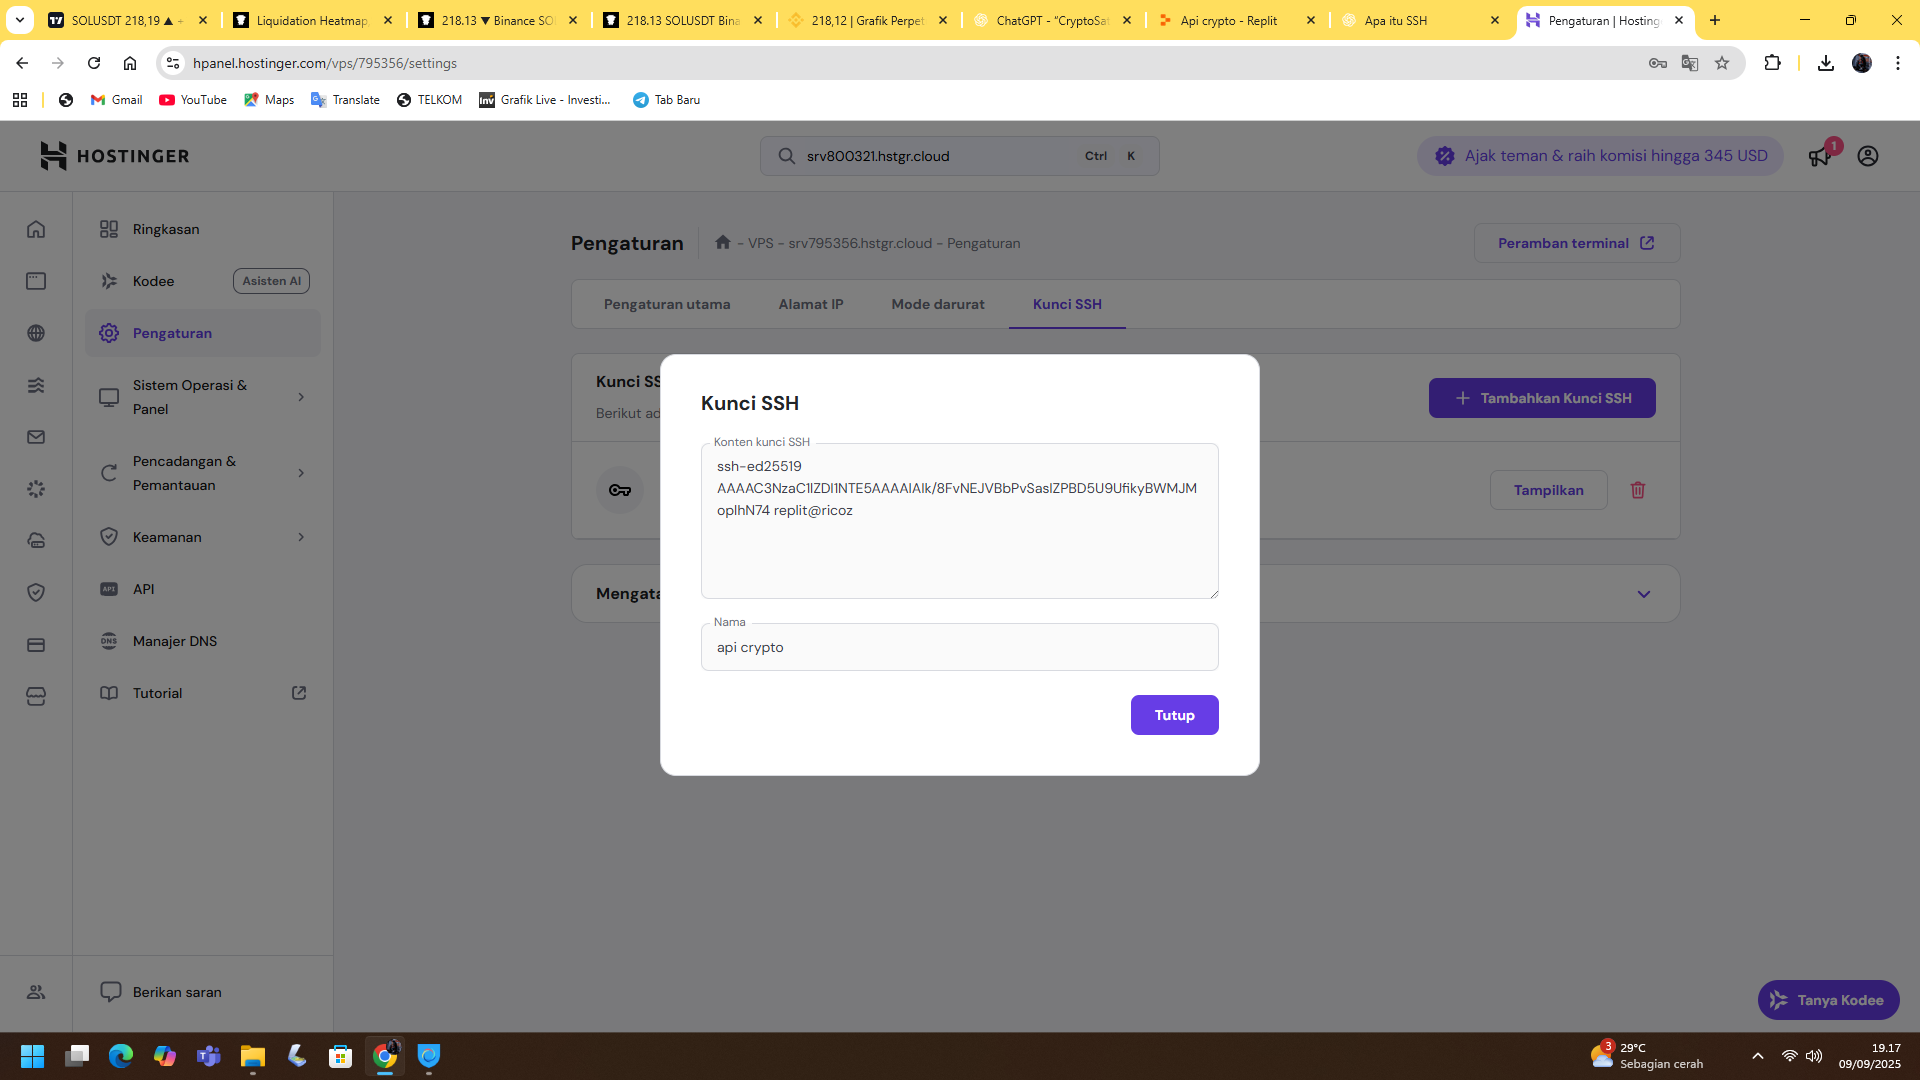 SOLUSDT 218,19 ▲ +
Liquidation Heatmap,
218.13 ▼ Binance SO
218.13 SOLUSDT Bina
218,12 | Grafik Perpet
ChatGPT - “CryptoSat
Api crypto - Replit
Apa itu SSH
Pengaturan | Hosting
hpanel.hostinger.com/vps/795356/settings
Gmail
YouTube
Maps
Translate
TELKOM
Grafik Live - Investi...
Tab Baru
HOSTINGER
srv800321.hstgr.cloud
Ctrl K
Ajak teman & raih komisi hingga 345 USD
1
Ringkasan
Kodee
Asisten AI
Pengaturan
Sistem Operasi &
Panel
Pencadangan &
Pemantauan
Keamanan
API
API
DNS
Manajer DNS
Tutorial
Berikan saran
Pengaturan
- VPS - srv795356.hstgr.cloud - Pengaturan
Peramban terminal
Pengaturan utama
Alamat IP
Mode darurat
Kunci SSH
Kunci SS
Berikut ad
+ Tambahkan Kunci SSH
Tampilkan
Mengata
Kunci SSH
Konten kunci SSH
ssh-ed25519
AAAAC3NzaC1lZDI1NTE5AAAAIAIk/8FvNEJVBbPvSaslZPBD5U9UfikyBWMJM
oplhN74 replit@ricoz
Nama
api crypto
Tutup
Tanya Kodee
3
29°C
Sebagian cerah
19.17
09/09/2025